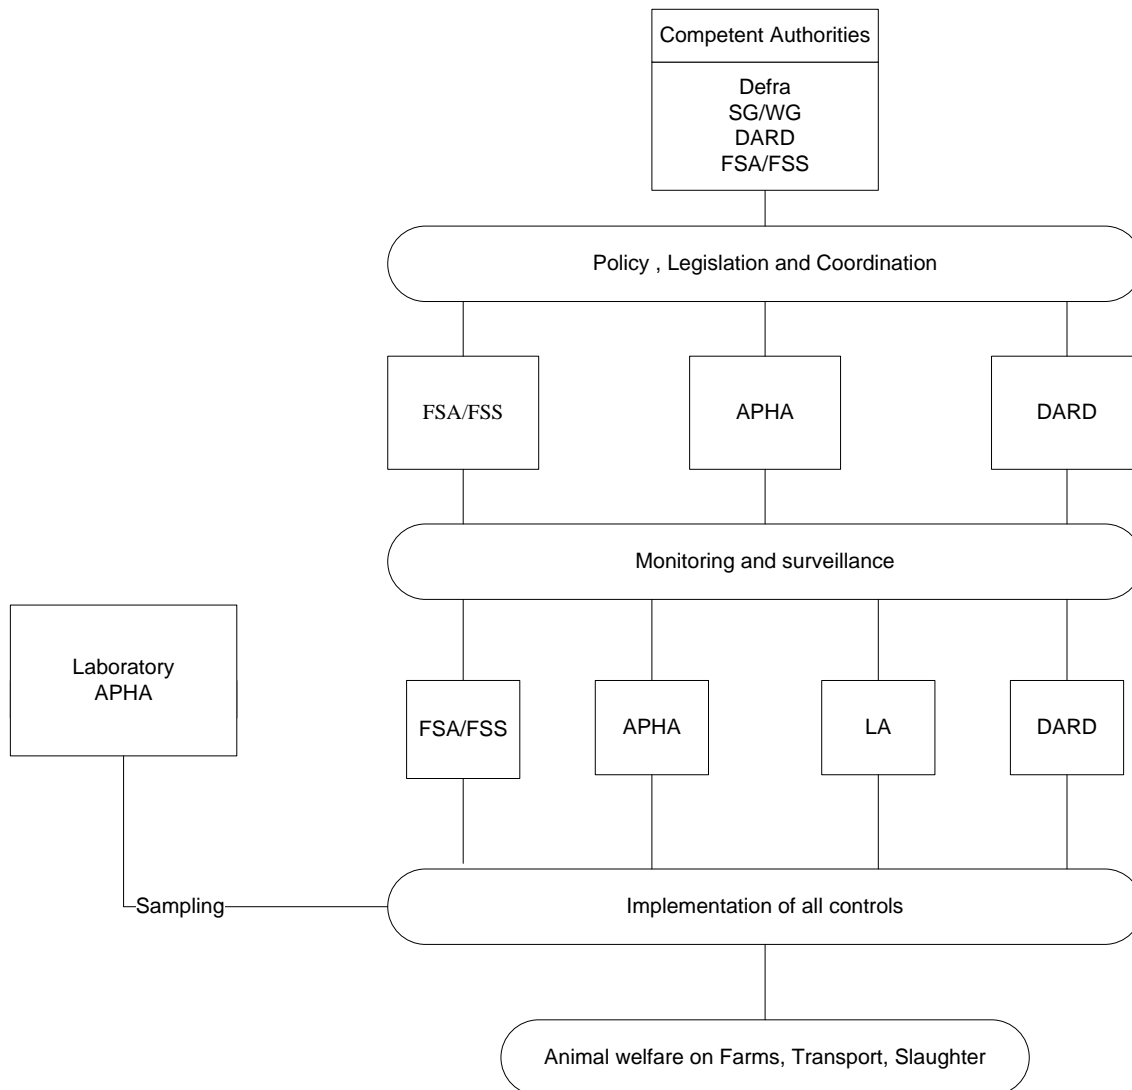 Competent Authorities
Defra
SG/WG
DARD
FSA/FSS
Policy , Legislation and Coordination
FSA/FSS
APHA
DARD
Monitoring and surveillance
Laboratory
APHA
FSA/FSS
APHA
LA
DARD
Sampling
Implementation of all controls
Animal welfare on Farms, Transport, Slaughter